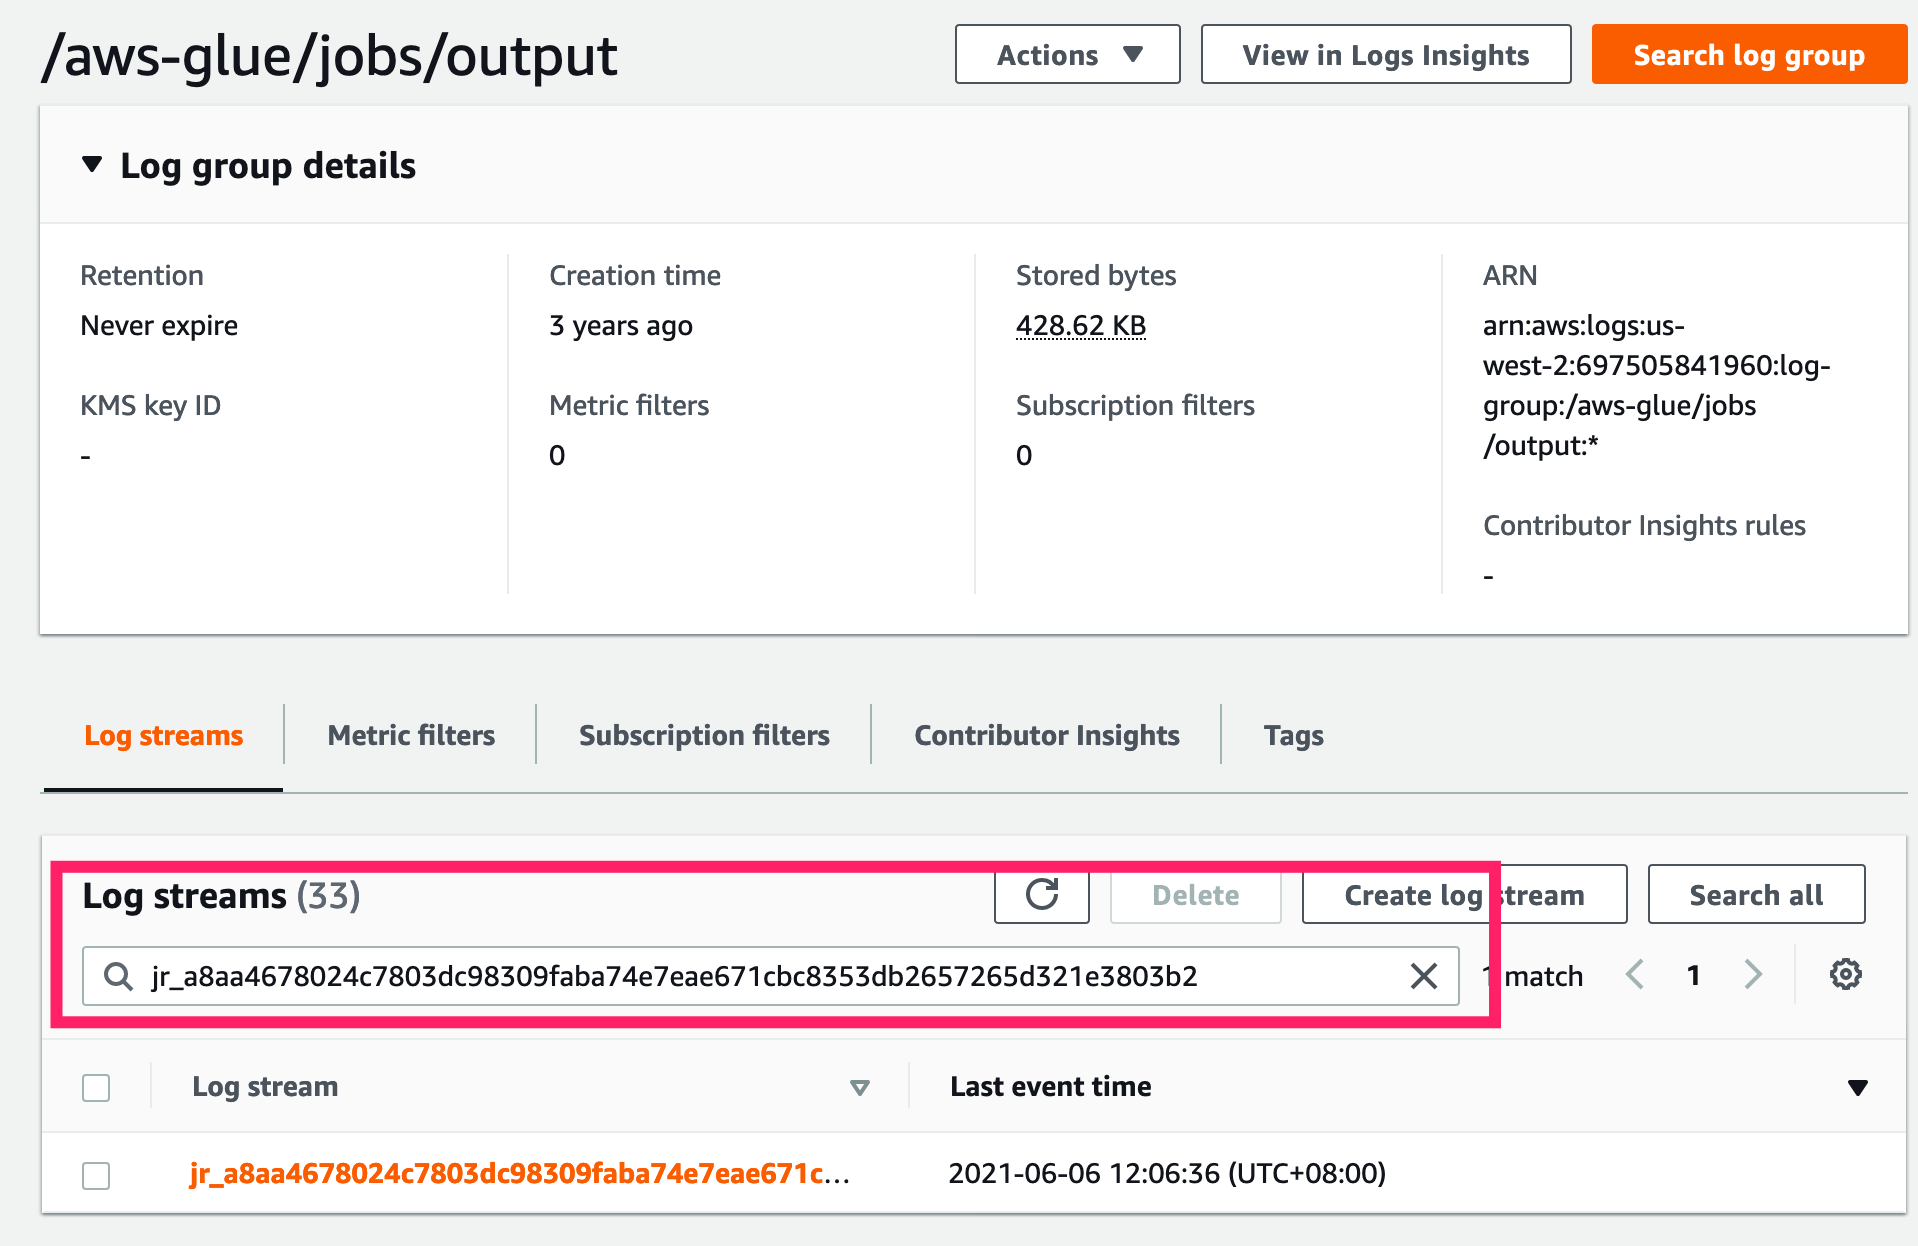 /aws-glue/jobs/output
Actions
View in Logs Insights
Search log group
Log group details
Retention
Never expire
KMS key ID
-
Creation time
3 years ago
Metric filters
0
Stored bytes
428.62 KB
Subscription filters
0
ARN
arn:aws:logs:us-
west-2:697505841960:log-
group:/aws-glue/jobs
/output:*
Contributor Insights rules
-
Log streams
Metric filters
Subscription filters
Contributor Insights
Tags
Log streams (33)
Delete
Create log stream
Search all
jr_a8aa4678024c7803dc98309faba74e7eae671cbc8353db2657265d321e3803b2
1 match
1
Log stream
Last event time
jr_a8aa4678024c7803dc98309faba74e7eae671c...
2021-06-06 12:06:36 (UTC+08:00)